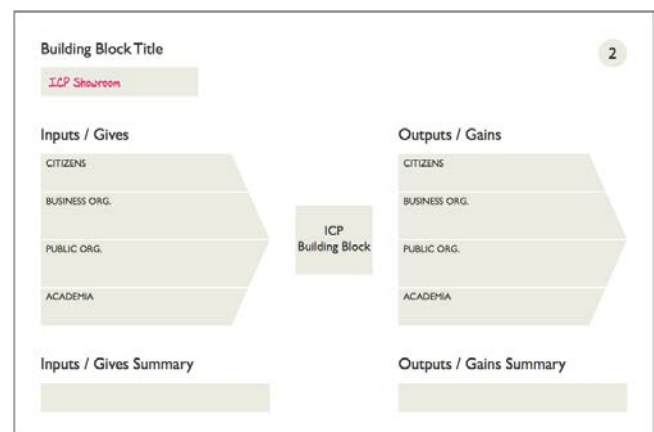 Building Block Title
2
ICP Showroom
Inputs / Gives
CITIZENS
BUSINESS ORG.
PUBLIC ORG.
ACADEMIA
ICP
Building Block
Outputs / Gains
CITIZENS
BUSINESS ORG.
PUBLIC ORG.
ACADEMIA
Inputs / Gives Summary
Outputs / Gains Summary